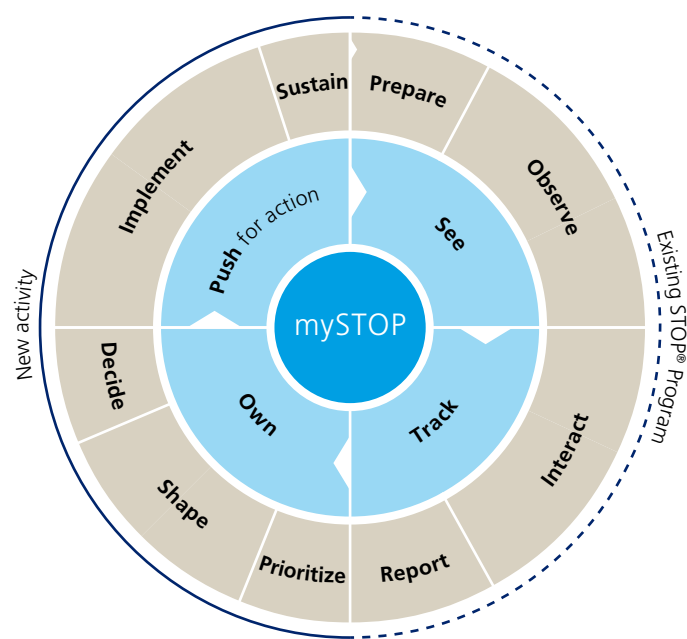 mySTOP
See
Track
Own
Push for action
Prepare
Observe
Interact
Report
Prioritize
Shape
Decide
Implement
Sustain
Existing STOP® Program
New activity